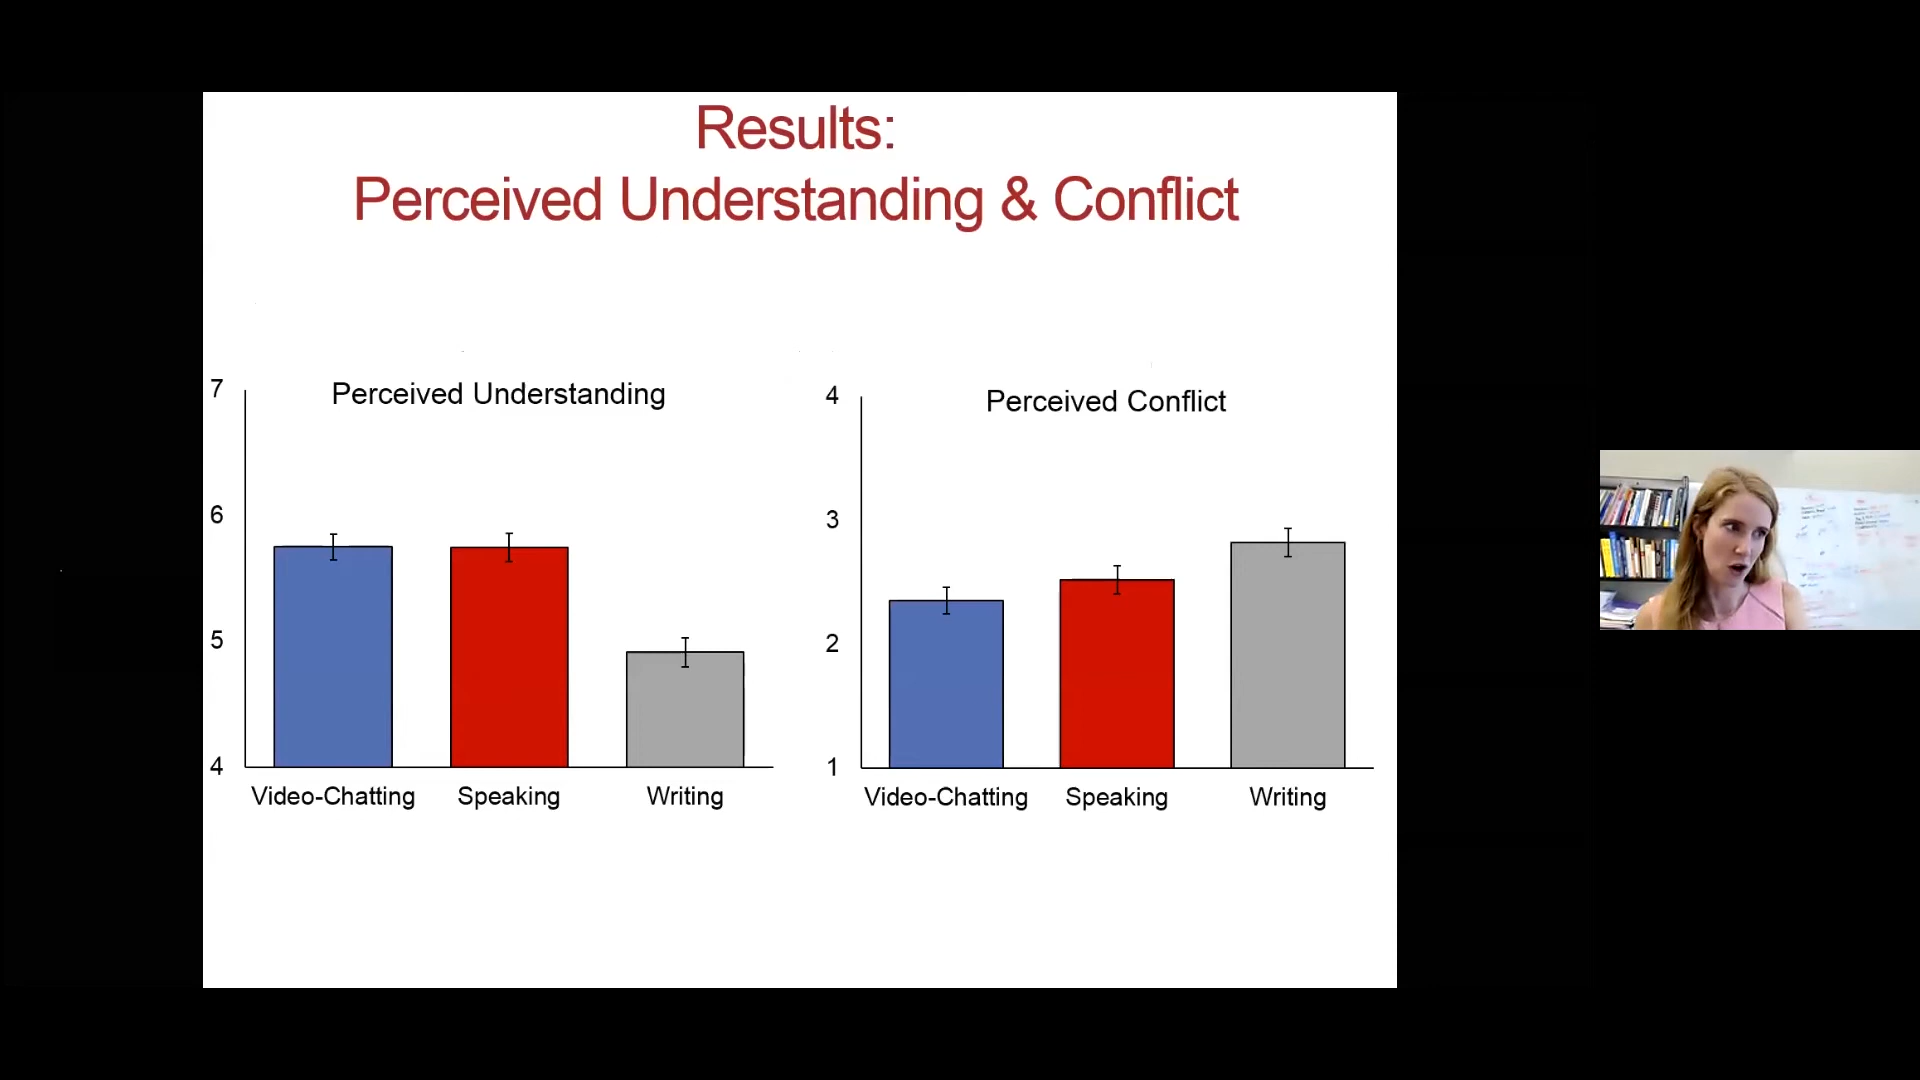 Results:
Perceived Understanding & Conflict
Perceived Understanding
7
6
5
4
Video-Chatting Speaking Writing
Perceived Conflict
4
3
2
1
Video-Chatting Speaking Writing